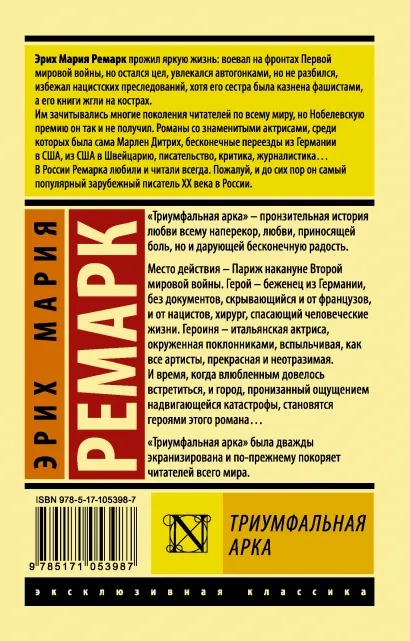 Эрих Мария Ремарк прожил яркую жизнь: воевал на фронтах Первой
мировой войны, но остался цел, увлекался автогонками, но не разбился,
избежал нацистских преследований, хотя его сестра была казнена фашистами,
а его книги жгли на кострах.
Им зачитывались многие поколения читателей по всему миру, но Нобелевскую
премию он так и не получил. Романы со знаменитыми актрисами, среди
которых была сама Марлен Дитрих, бесконечные переезды из Германии
в США, из США в Швейцарию, писательство, критика, журналистика…
В России Ремарка любили и читали всегда. Пожалуй, и до сих пор он самый
популярный зарубежный писатель XX века в России.
ЭРИХ МАРИЯ
РЕМАРК
«Триумфальная арка» – пронзительная история
любви всему наперекор, любви, приносящей
боль, но и дарующей бесконечную радость.
Место действия – Париж накануне Второй
мировой войны. Герой – беженец из Германии,
без документов, скрывающийся и от французов,
и от нацистов, хирург, спасающий человеческие
жизни. Героиня – итальянская актриса,
окруженная поклонниками, вспыльчивая, как
все артисты, прекрасная и неотразимая.
И время, когда влюбленным довелось
встретиться, и город, пронизанный ощущением
надвигающейся катастрофы, становятся
героями этого романа…
«Триумфальная арка» была дважды
экранизирована и по-прежнему покоряет
читателей всего мира.
ISBN 978-5-17-105398-7
9 785171 053987
N
ТРИУМФАЛЬНАЯ
АРКА
эксклюзивная классика